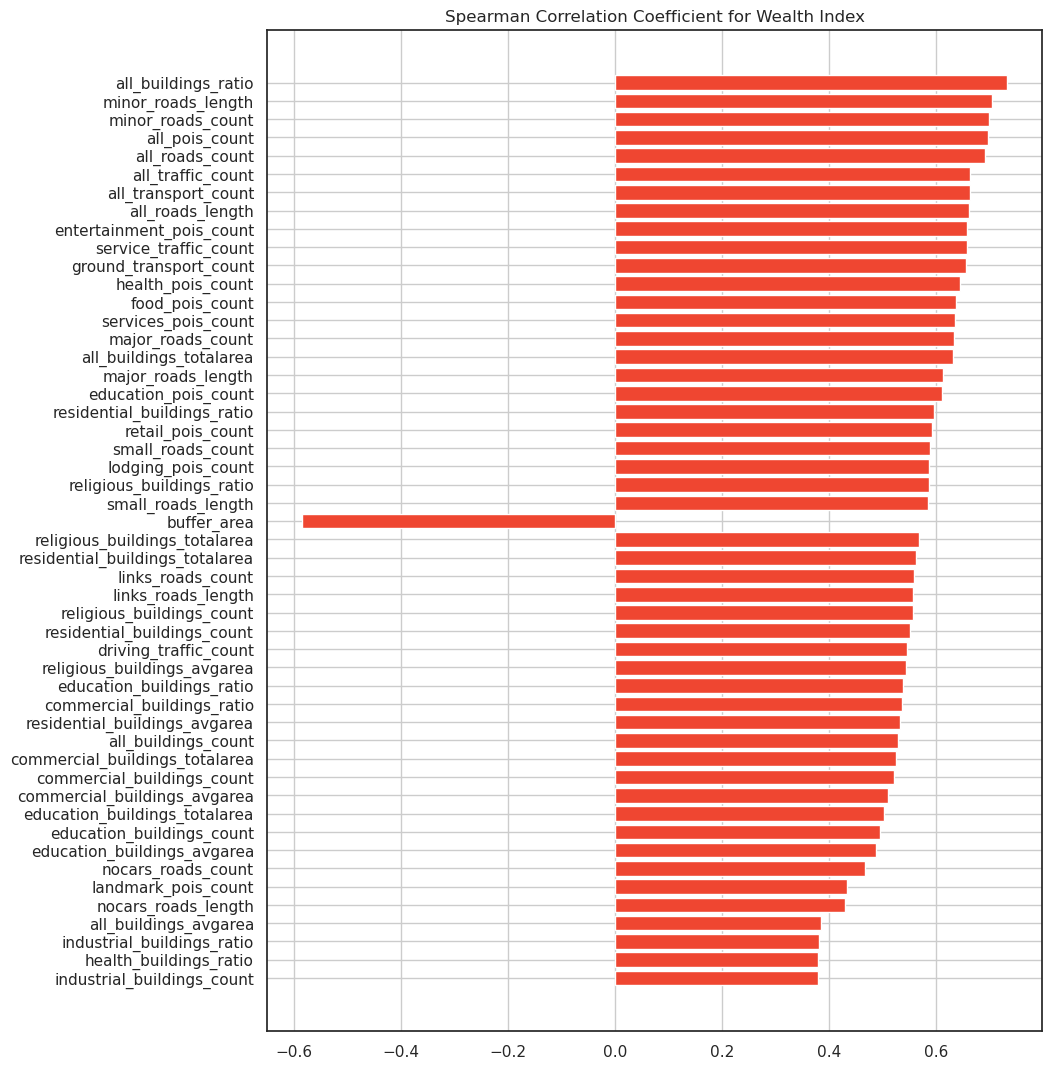 Spearman Correlation Coefficient for Wealth Index
all_buildings_ratio
minor_roads_length
minor_roads_count
all_pois_count
all_roads_count
all_traffic_count
all_transport_count
all_roads_length
entertainment_pois_count
service_traffic_count
ground_transport_count
health_pois_count
food_pois_count
services_pois_count
major_roads_count
all_buildings_totalarea
major_roads_length
education_pois_count
residential_buildings_ratio
retail_pois_count
small_roads_count
lodging_pois_count
religious_buildings_ratio
small_roads_length
buffer_area
religious_buildings_totalarea
residential_buildings_totalarea
links_roads_count
links_roads_length
religious_buildings_count
residential_buildings_count
driving_traffic_count
religious_buildings_avgarea
education_buildings_ratio
commercial_buildings_ratio
residential_buildings_avgarea
all_buildings_count
commercial_buildings_totalarea
commercial_buildings_count
commercial_buildings_avgarea
education_buildings_totalarea
education_buildings_count
education_buildings_avgarea
nocars_roads_count
landmark_pois_count
nocars_roads_length
all_buildings_avgarea
industrial_buildings_ratio
health_buildings_ratio
industrial_buildings_count
−0.6 −0.4 −0.2 0.0 0.2 0.4 0.6